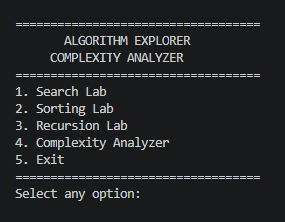 ===================================
ALGORITHM EXPLORER
COMPLEXITY ANALYZER
===================================
1. Search Lab
2. Sorting Lab
3. Recursion Lab
4. Complexity Analyzer
5. Exit
===================================
Select any option: